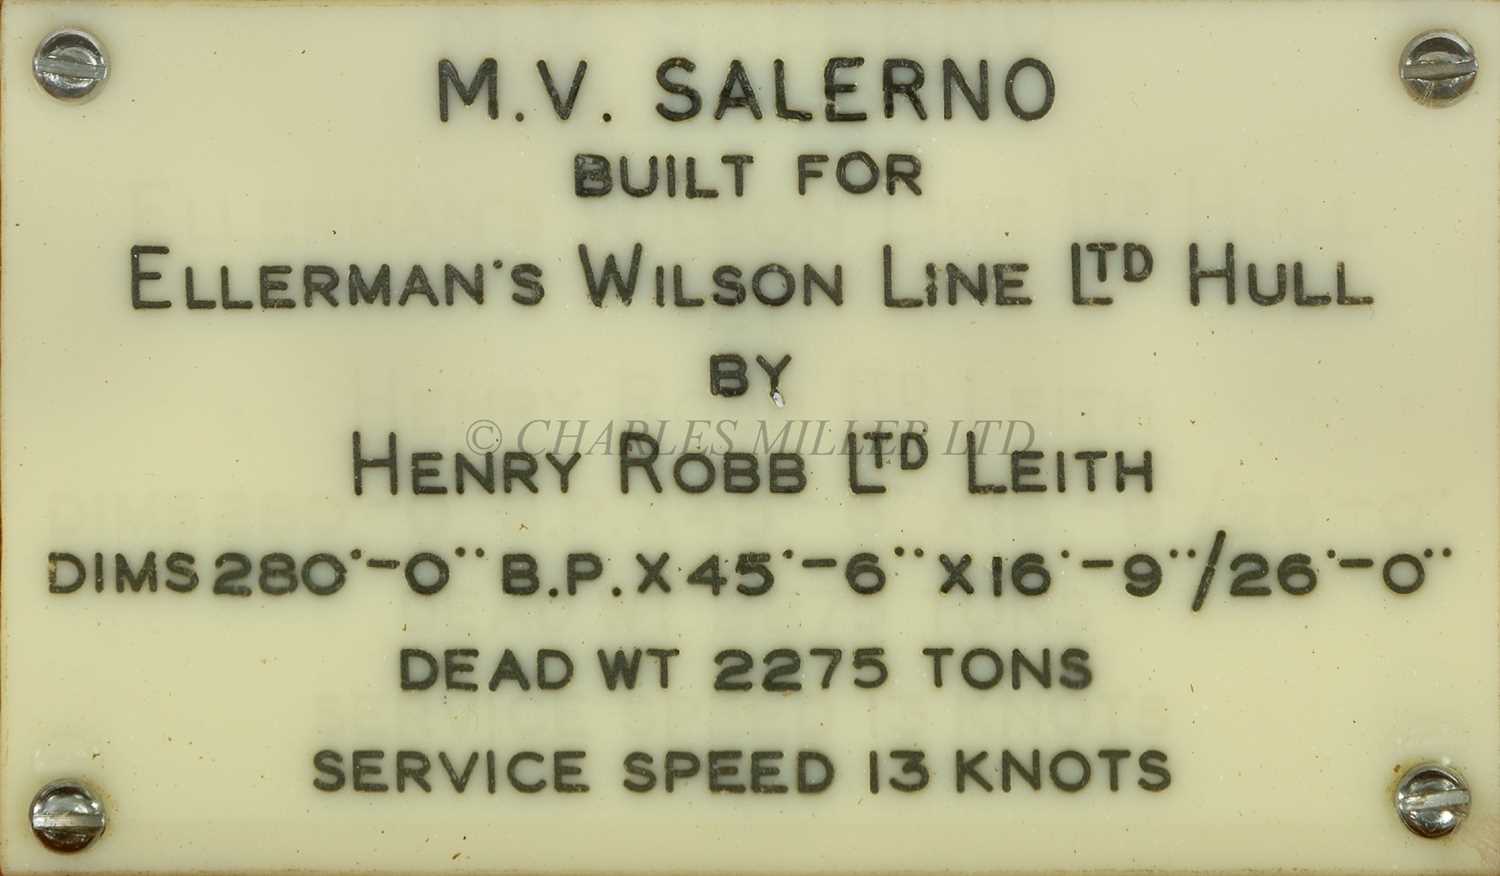 M.V. SALERNO
BUILT FOR
ELLERMAN'S WILSON LINE LTD HULL
BY
© CHARLES MILLER LTD
HENRY ROBB LTD LEITH
DIMS 280'-0" B.P. X 45'-6" X 16'-9"/26'-0"
DEAD WT 2275 TONS
SERVICE SPEED 13 KNOTS